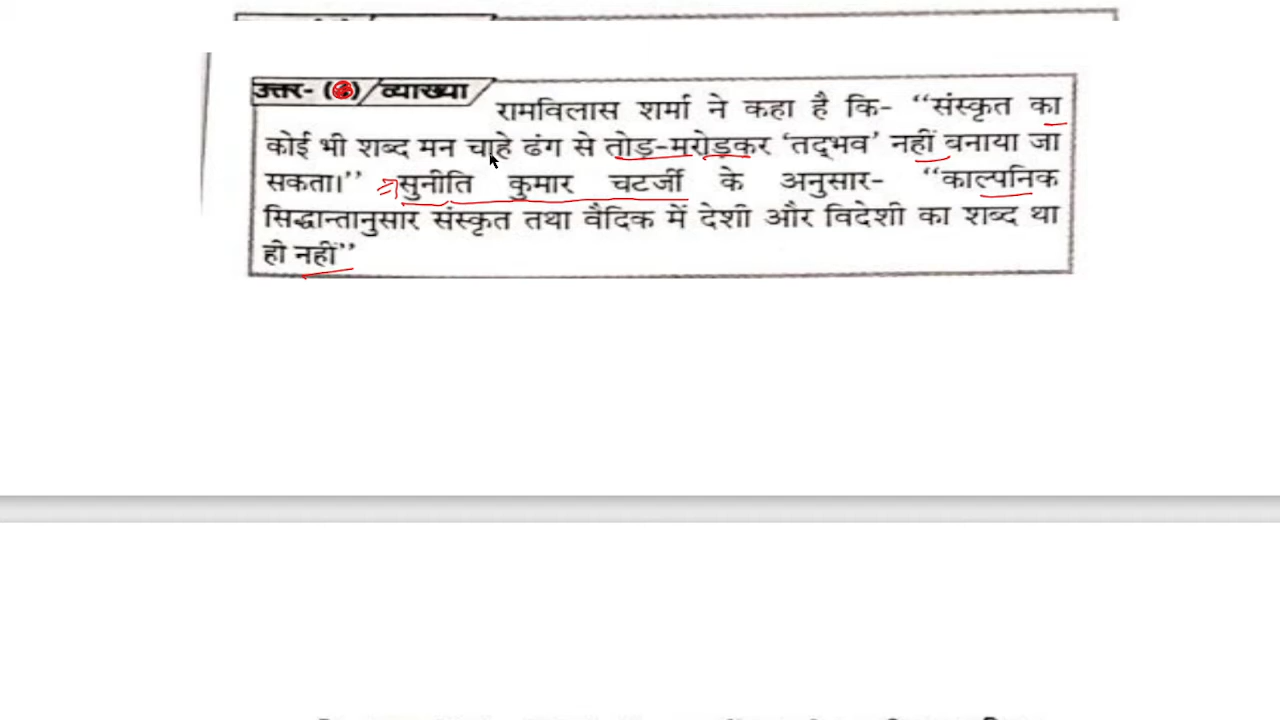 उत्तर- ( ) /व्याख्या
रामविलास शर्मा ने कहा है कि- “संस्कृत का
कोई भी शब्द मन चाहे ढंग से तोड़-मरोड़कर ‘तद्भव’ नहीं बनाया जा
सकता।” सुनीति कुमार चटर्जी के अनुसार- “काल्पनिक
सिद्धान्तानुसार संस्कृत तथा वैदिक में देशी और विदेशी का शब्द था
ही नहीं”